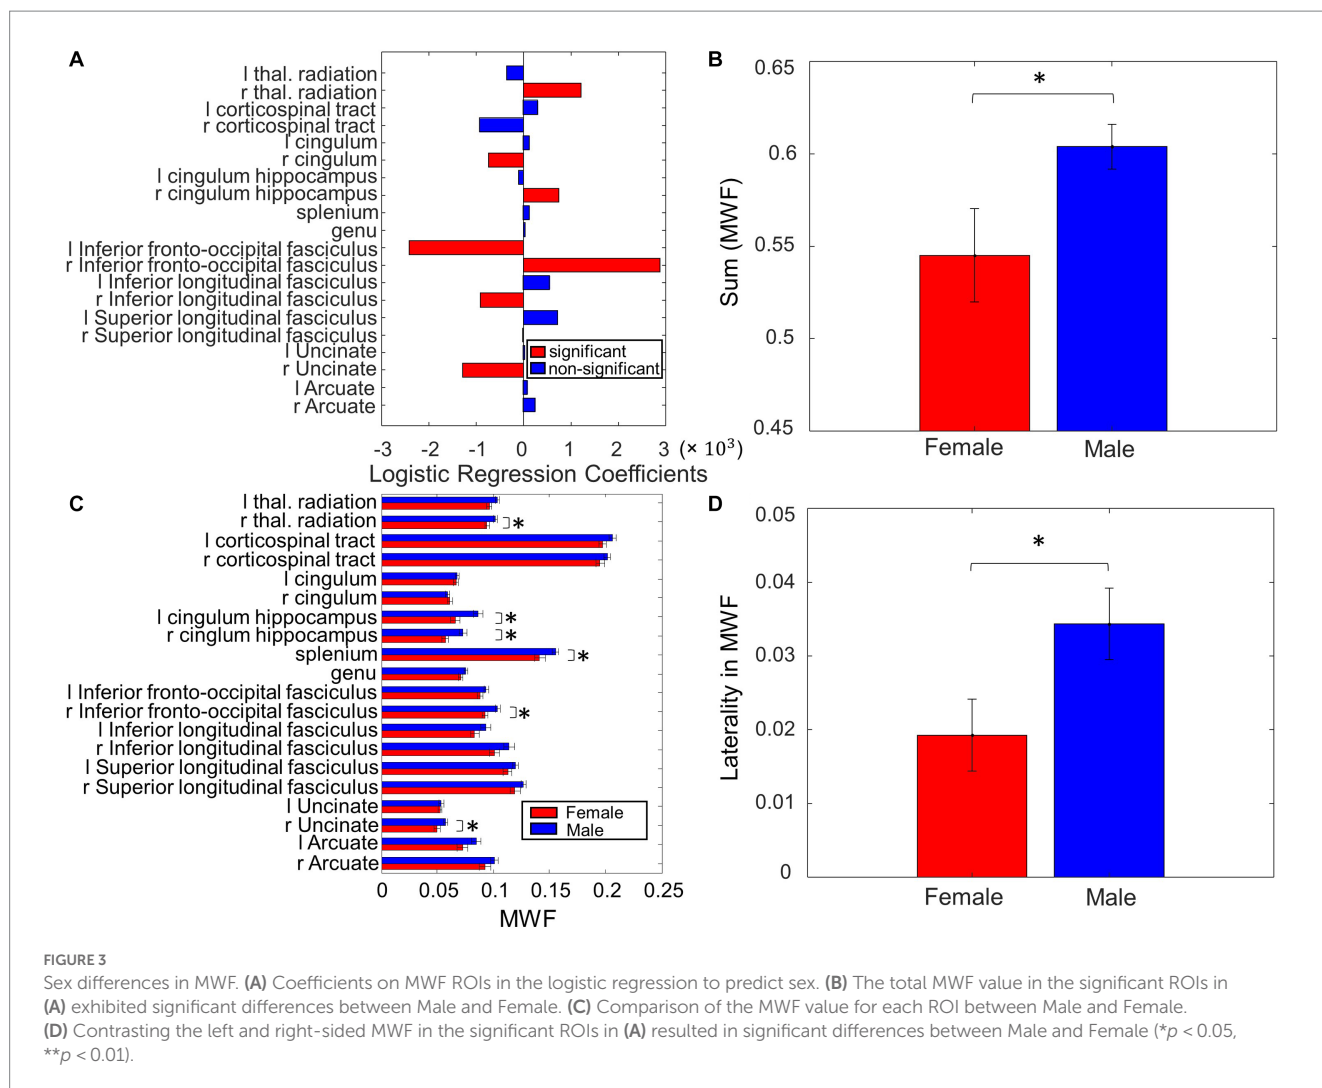 A
l thal. radiation
r thal. radiation
l corticospinal tract
r corticospinal tract
l cingulum
r cingulum
l cingulum hippocampus
r cingulum hippocampus
splenium
genu
l Inferior fronto-occipital fasciculus
r Inferior fronto-occipital fasciculus
l Inferior longitudinal fasciculus
r Inferior longitudinal fasciculus
l Superior longitudinal fasciculus
r Superior longitudinal fasciculus
l Uncinate
r Uncinate
l Arcuate
r Arcuate
significant
non-significant
-3 -2 -1 0 1 2 3 (× 10³)
Logistic Regression Coefficients
B
0.65
0.6
0.55
0.5
0.45
Sum (MWF)
*
Female Male
C
l thal. radiation
r thal. radiation *
l corticospinal tract
r corticospinal tract
l cingulum
r cingulum
l cingulum hippocampus *
r cinglum hippocampus *
splenium *
genu
l Inferior fronto-occipital fasciculus
r Inferior fronto-occipital fasciculus *
l Inferior longitudinal fasciculus
r Inferior longitudinal fasciculus
l Superior longitudinal fasciculus
r Superior longitudinal fasciculus
l Uncinate
r Uncinate *
l Arcuate
r Arcuate
Female
Male
0 0.05 0.1 0.15 0.2 0.25
MWF
D
0.05
0.04
0.03
0.02
0.01
0
Laterality in MWF
*
Female Male
FIGURE 3
Sex differences in MWF. (A) Coefficients on MWF ROIs in the logistic regression to predict sex. (B) The total MWF value in the significant ROIs in
(A) exhibited significant differences between Male and Female. (C) Comparison of the MWF value for each ROI between Male and Female.
(D) Contrasting the left and right-sided MWF in the significant ROIs in (A) resulted in significant differences between Male and Female (*p < 0.05,
**p < 0.01).